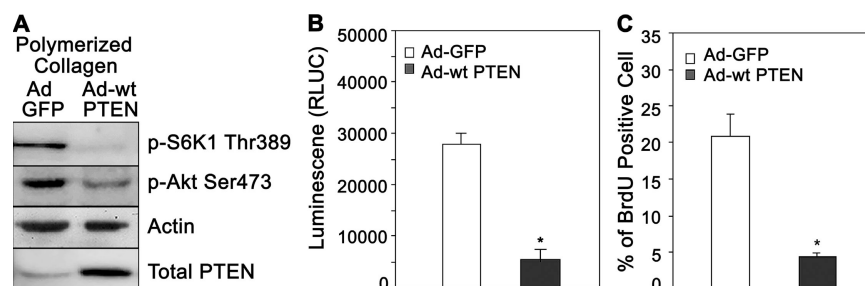 A
Polymerized
Collagen
Ad Ad-wt
GFP PTEN
p-S6K1 Thr389
p-Akt Ser473
Actin
Total PTEN
B
Luminescene (RLUC)
50000
40000
30000
20000
10000
0
Ad-GFP
Ad-wt PTEN
*
C
% of BrdU Positive Cell
35
30
25
20
15
10
5
0
Ad-GFP
Ad-wt PTEN
*